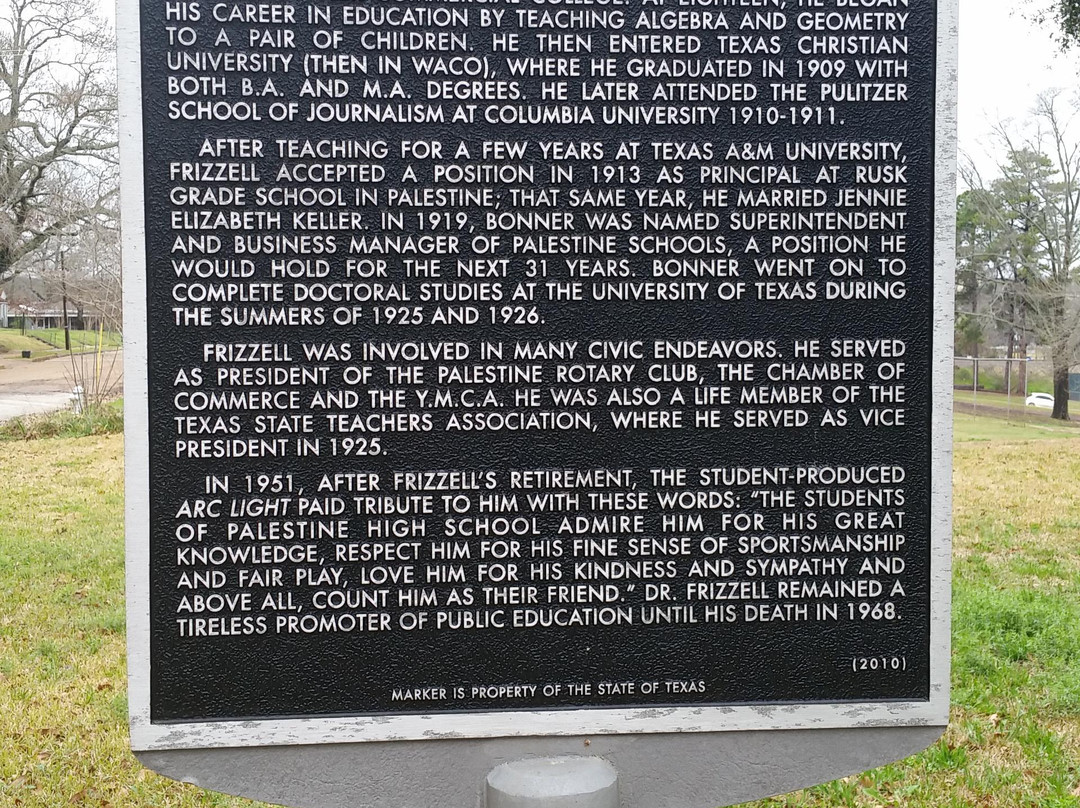 COMMERCIAL COLLEGE. AT EIGHTEEN, HE BEGAN
HIS CAREER IN EDUCATION BY TEACHING ALGEBRA AND GEOMETRY
TO A PAIR OF CHILDREN. HE THEN ENTERED TEXAS CHRISTIAN
UNIVERSITY (THEN IN WACO), WHERE HE GRADUATED IN 1909 WITH
BOTH B.A. AND M.A. DEGREES. HE LATER ATTENDED THE PULITZER
SCHOOL OF JOURNALISM AT COLUMBIA UNIVERSITY 1910-1911.
AFTER TEACHING FOR A FEW YEARS AT TEXAS A&M UNIVERSITY,
FRIZZELL ACCEPTED A POSITION IN 1913 AS PRINCIPAL AT RUSK
GRADE SCHOOL IN PALESTINE; THAT SAME YEAR, HE MARRIED JENNIE
ELIZABETH KELLER. IN 1919, BONNER WAS NAMED SUPERINTENDENT
AND BUSINESS MANAGER OF PALESTINE SCHOOLS, A POSITION HE
WOULD HOLD FOR THE NEXT 31 YEARS. BONNER WENT ON TO
COMPLETE DOCTORAL STUDIES AT THE UNIVERSITY OF TEXAS DURING
THE SUMMERS OF 1925 AND 1926.
FRIZZELL WAS INVOLVED IN MANY CIVIC ENDEAVORS. HE SERVED
AS PRESIDENT OF THE PALESTINE ROTARY CLUB, THE CHAMBER OF
COMMERCE AND THE Y.M.C.A. HE WAS ALSO A LIFE MEMBER OF THE
TEXAS STATE TEACHERS ASSOCIATION, WHERE HE SERVED AS VICE
PRESIDENT IN 1925.
IN 1951, AFTER FRIZZELL'S RETIREMENT, THE STUDENT-PRODUCED
ARC LIGHT PAID TRIBUTE TO HIM WITH THESE WORDS: "THE STUDENTS
OF PALESTINE HIGH SCHOOL ADMIRE HIM FOR HIS GREAT
KNOWLEDGE, RESPECT HIM FOR HIS FINE SENSE OF SPORTSMANSHIP
AND FAIR PLAY, LOVE HIM FOR HIS KINDNESS AND SYMPATHY AND
ABOVE ALL, COUNT HIM AS THEIR FRIEND." DR. FRIZZELL REMAINED A
TIRELESS PROMOTER OF PUBLIC EDUCATION UNTIL HIS DEATH IN 1968.
(2010)
MARKER IS PROPERTY OF THE STATE OF TEXAS